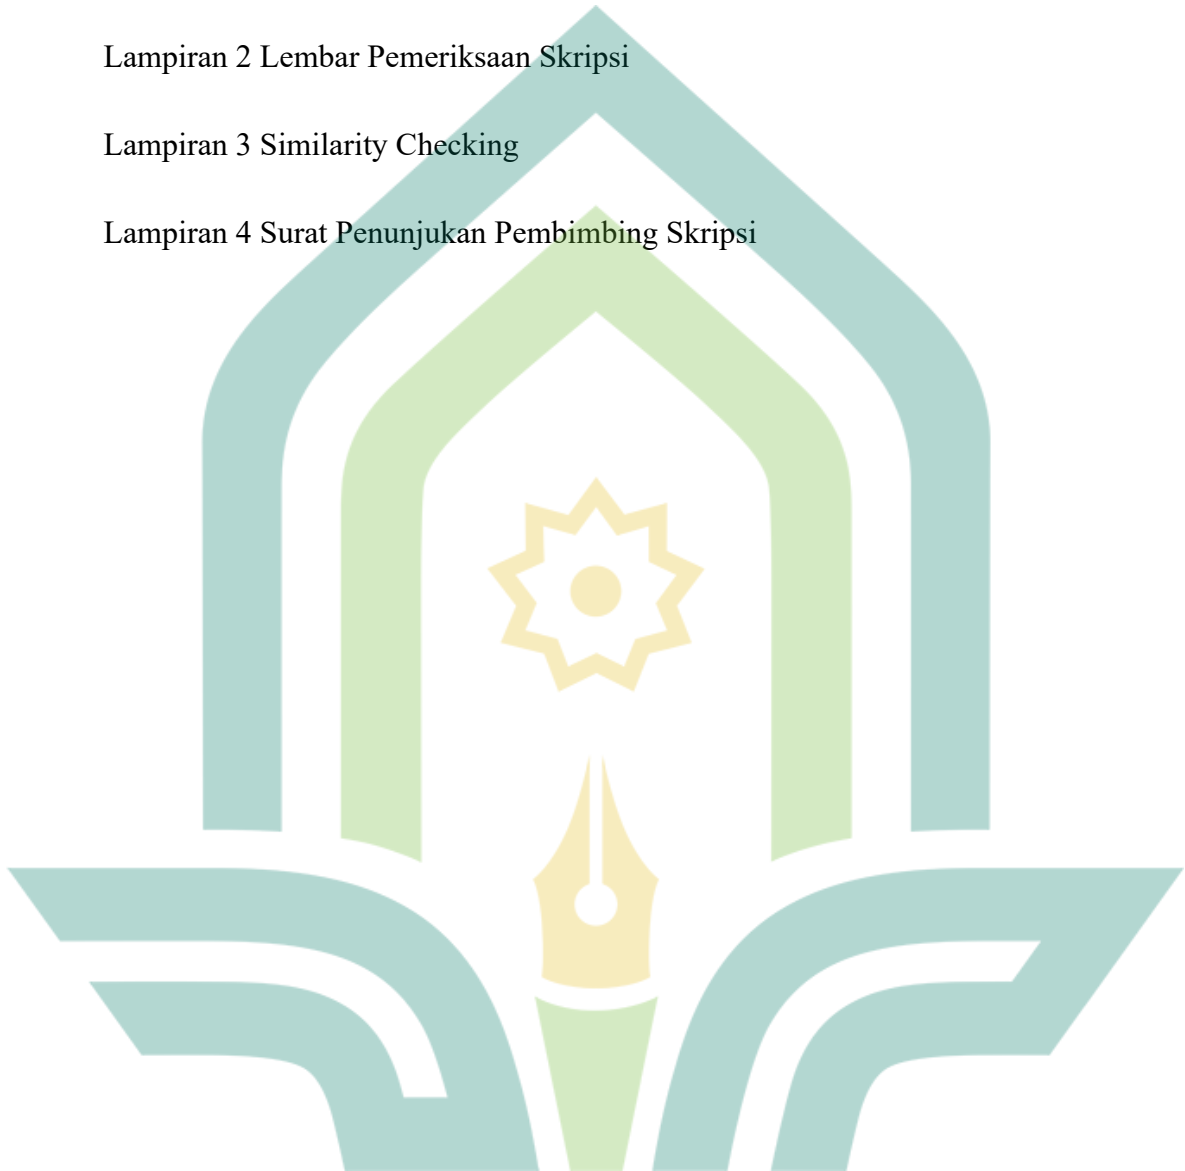 Lampiran 2 Lembar Pemeriksaan Skripsi
Lampiran 3 Similarity Checking
Lampiran 4 Surat Penunjukan Pembimbing Skripsi